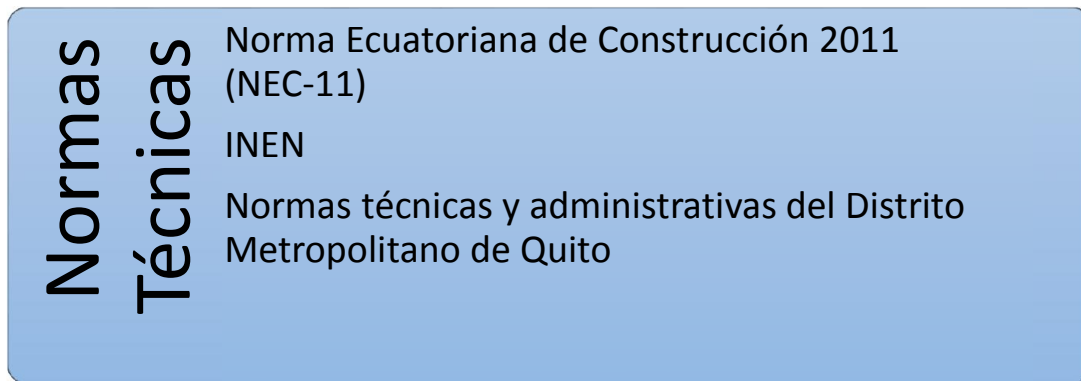 Normas
Técnicas
Norma Ecuatoriana de Construcción 2011
(NEC-11)
INEN
Normas técnicas y administrativas del Distrito
Metropolitano de Quito